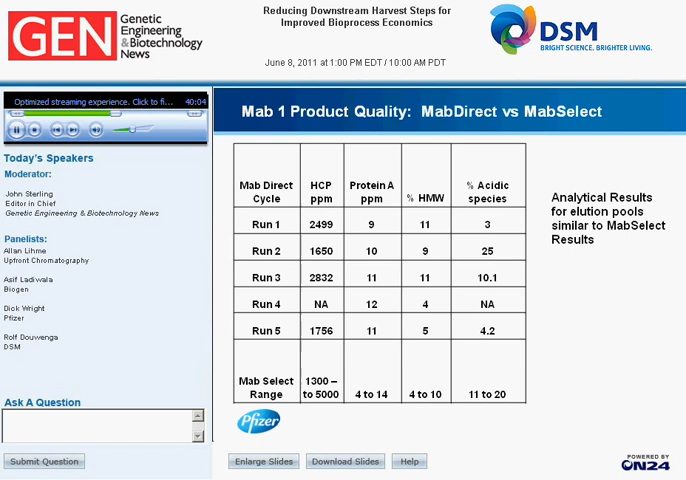 GEN
Genetic
Engineering
& Biotechnology
News
Reducing Downstream Harvest Steps for
Improved Bioprocess Economics
June 8, 2011 at 1:00 PM EDT / 10:00 AM PDT
DSM
BRIGHT SCIENCE. BRIGHTER LIVING.
Optimized streaming experience. Click to fi... 40:04
Today's Speakers
Moderator:
John Sterling
Editor in Chief
Genetic Engineering & Biotechnology News
Panelists:
Allan Lihme
Upfront Chromatography
Asif Ladiwala
Biogen
Dick Wright
Pfizer
Rolf Douwenga
DSM
Ask A Question
Submit Question
Mab 1 Product Quality: MabDirect vs MabSelect
Mab Direct Cycle HCP ppm Protein A ppm % HMW % Acidic species
Run 1 2499 9 11 3
Run 2 1650 10 9 25
Run 3 2832 11 11 10.1
Run 4 NA 12 4 NA
Run 5 1756 11 5 4.2
Mab Select Range 1300 – to 5000 4 to 14 4 to 10 11 to 20
Analytical Results
for elution pools
similar to MabSelect
Results
Pfizer
Enlarge Slides Download Slides Help
POWERED BY
ON24